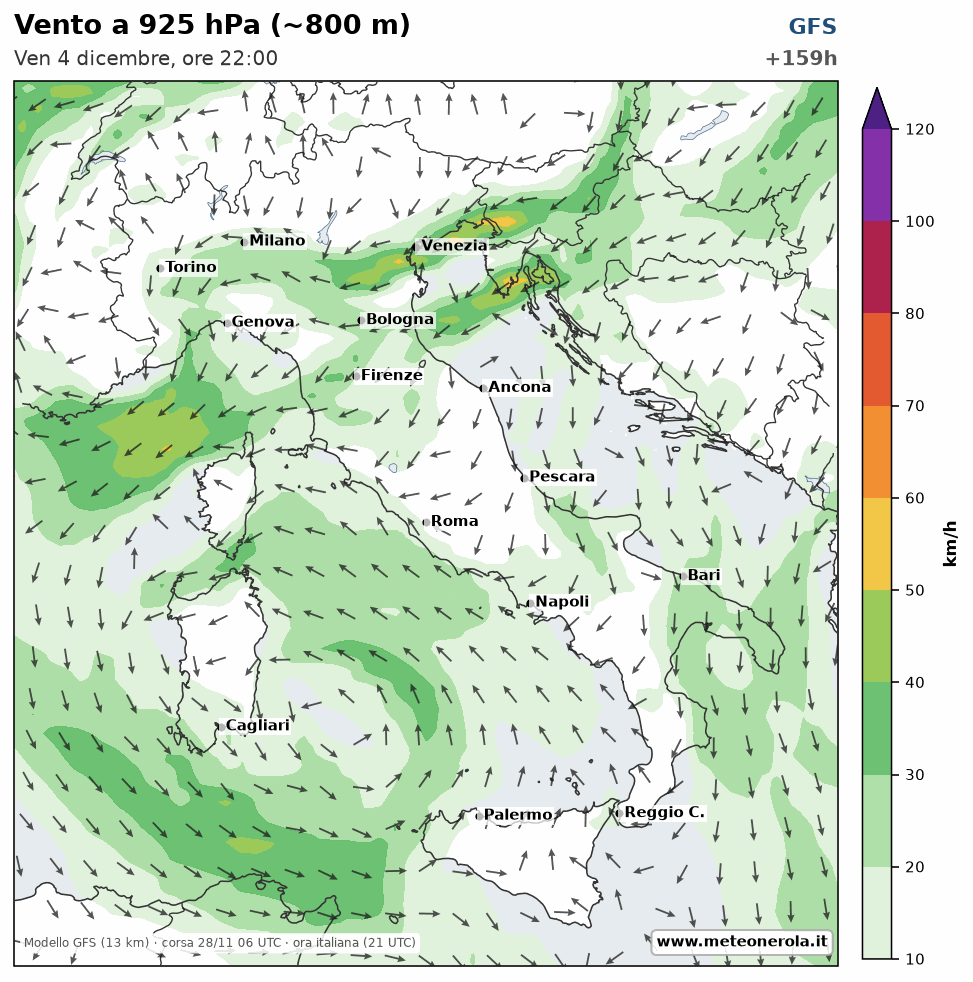 Vento a 925 hPa (~800 m)
GFS
Ven 4 dicembre, ore 22:00
+159h
Milano
Venezia
Torino
Genova
Bologna
Firenze
Ancona
Pescara
Roma
Bari
Napoli
Cagliari
Palermo
Reggio C.
120
100
80
70
60
50
40
30
20
10
km/h
Modello GFS (13 km) · corsa 28/11 06 UTC · ora italiana (21 UTC)
www.meteonerola.it